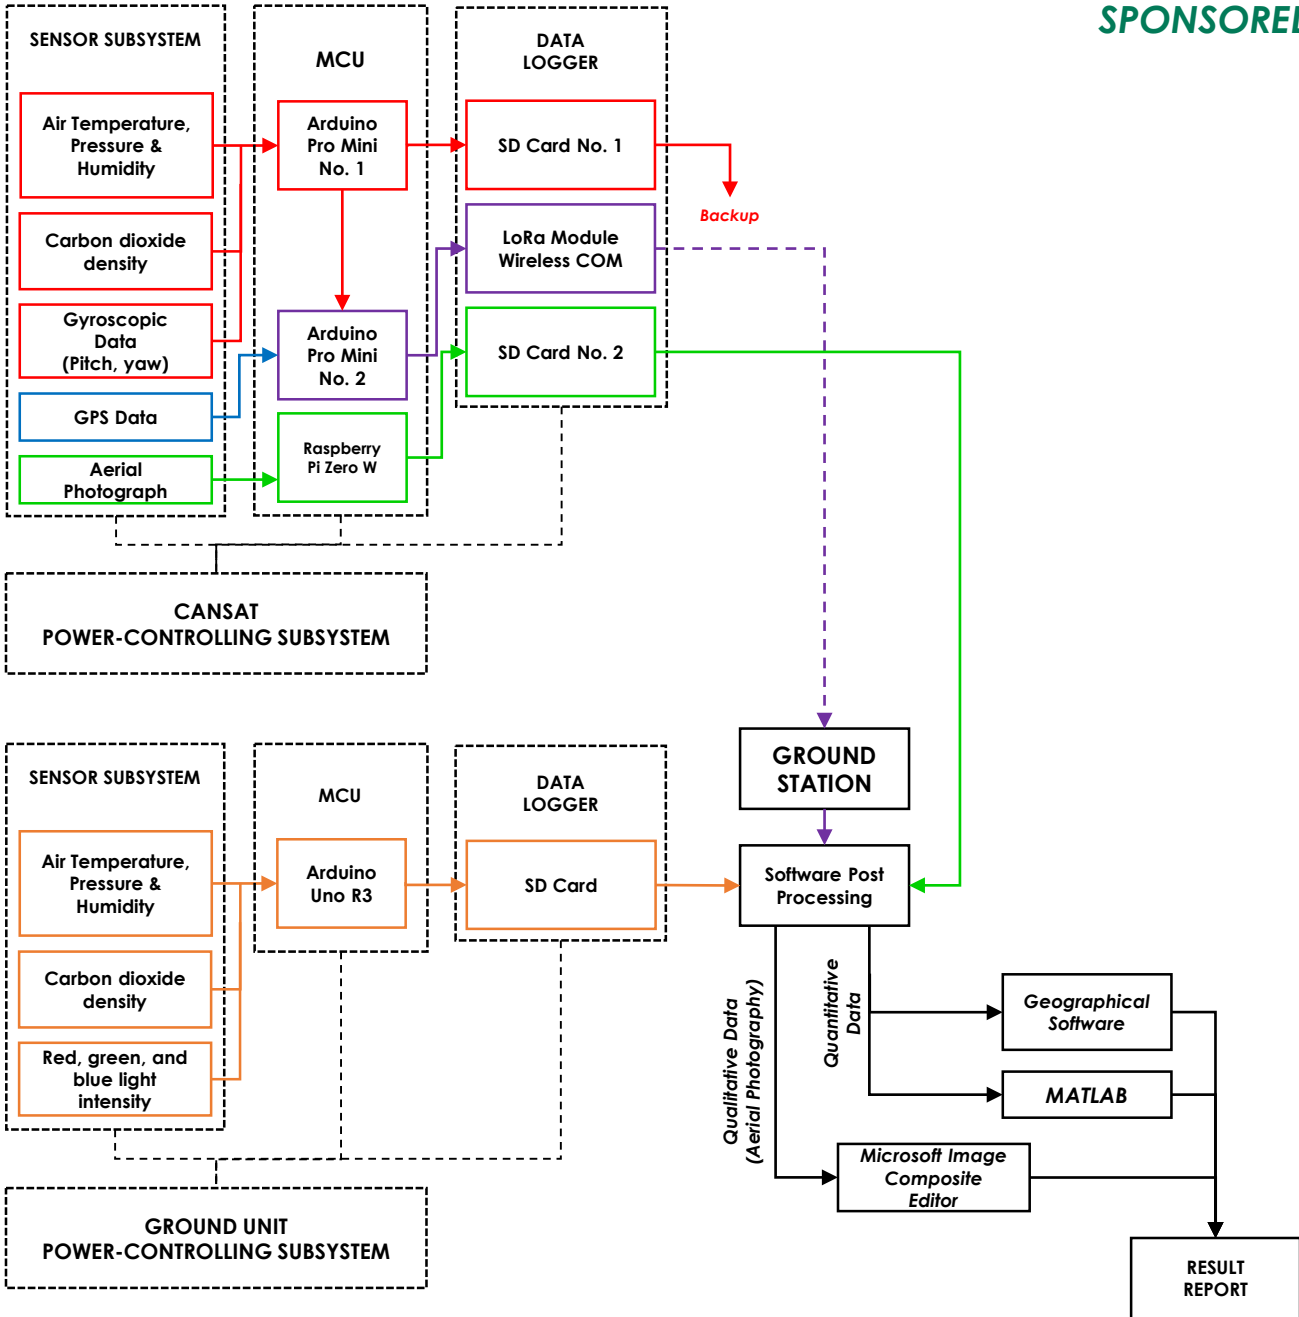 SPONSORED
SENSOR SUBSYSTEM
MCU
DATA
LOGGER
Air Temperature,
Pressure &
Humidity
Arduino
Pro Mini
No. 1
SD Card No. 1
Backup
Carbon dioxide
density
LoRa Module
Wireless COM
Gyroscopic
Data
(Pitch, yaw)
Arduino
Pro Mini
No. 2
SD Card No. 2
GPS Data
Raspberry
Pi Zero W
Aerial
Photograph
CANSAT
POWER-CONTROLLING SUBSYSTEM
SENSOR SUBSYSTEM
MCU
DATA
LOGGER
GROUND
STATION
Air Temperature,
Pressure &
Humidity
Arduino
Uno R3
SD Card
Software Post
Processing
Carbon dioxide
density
Red, green, and
blue light
intensity
Qualitative Data
(Aerial Photography)
Quantitative
Data
Geographical
Software
MATLAB
Microsoft Image
Composite
Editor
GROUND UNIT
POWER-CONTROLLING SUBSYSTEM
RESULT
REPORT